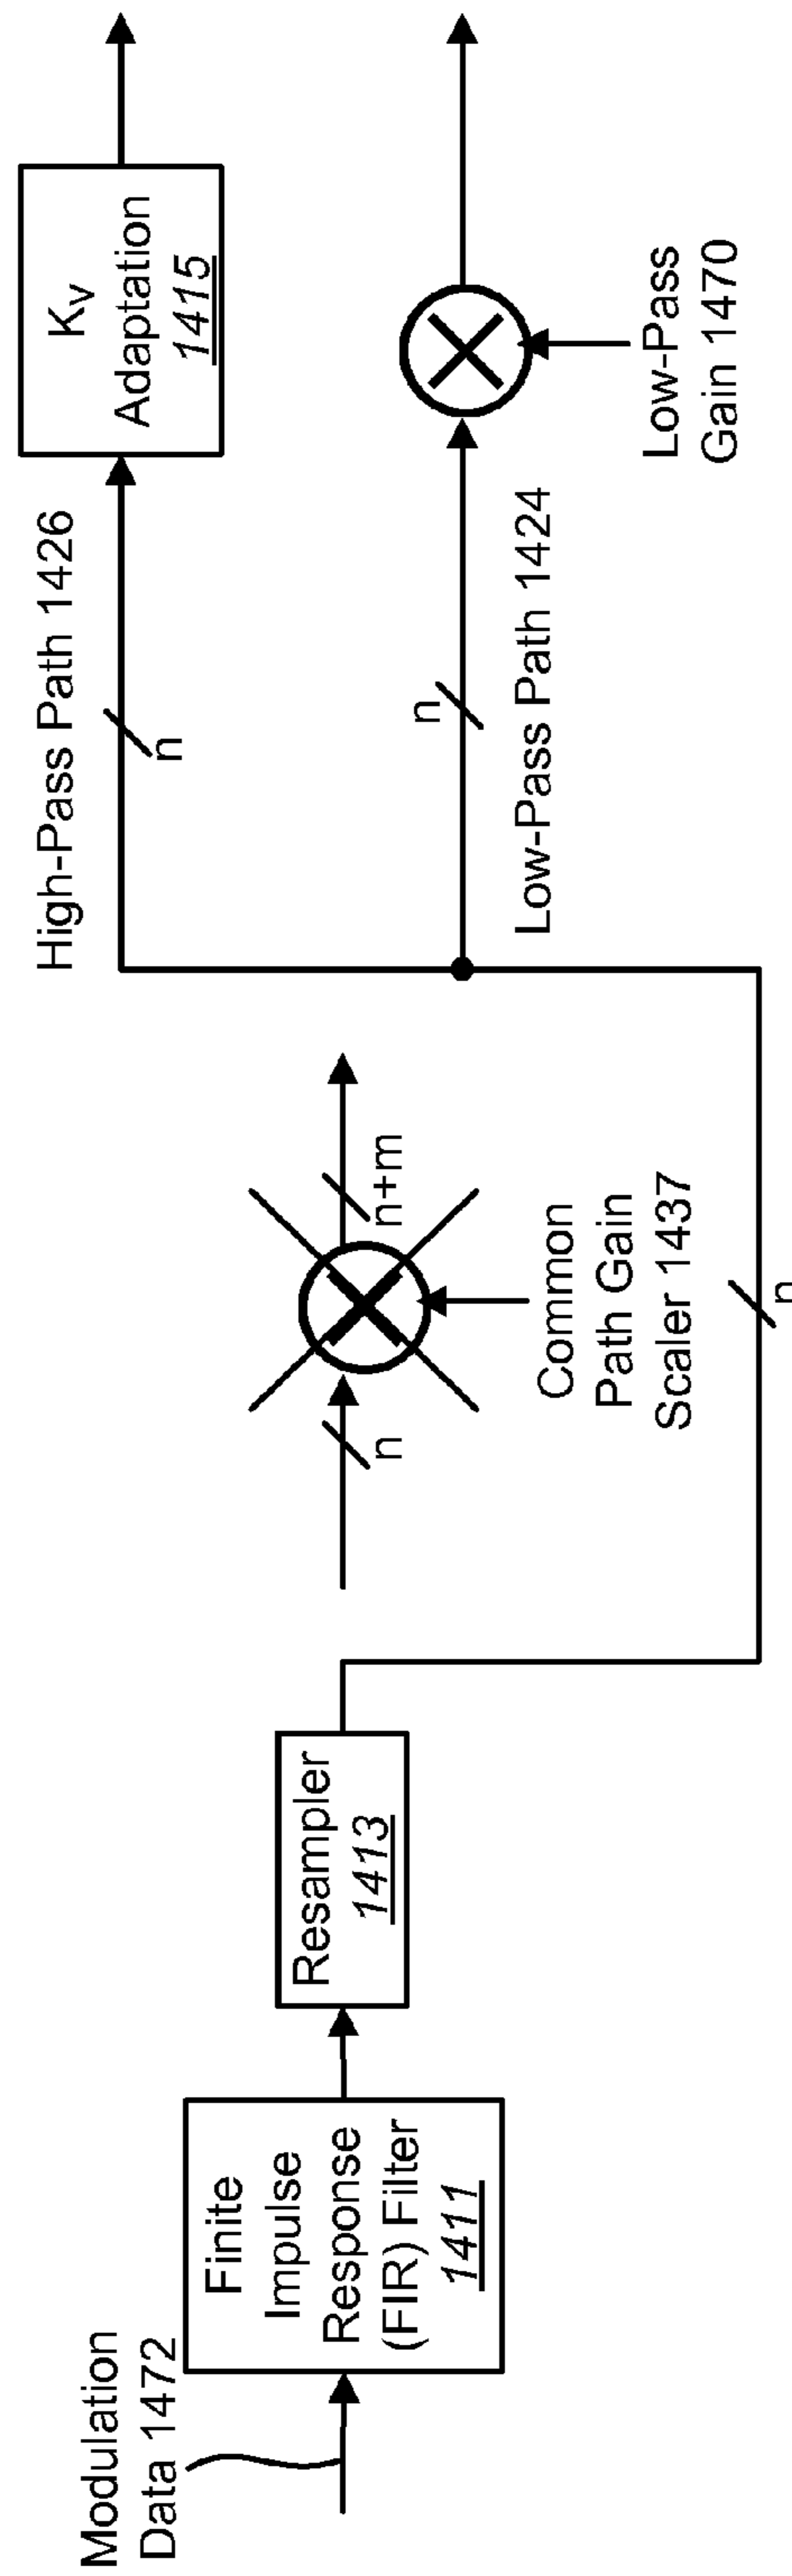 Modulation
Data 1472
Finite
Impulse
Response
(FIR) Filter
1411
Resampler
1413
n
n+m
Common
Path Gain
Scaler 1437
n
High-Pass Path 1426
n
K_V
Adaptation
1415
n
Low-Pass Path 1424
Low-Pass
Gain 1470